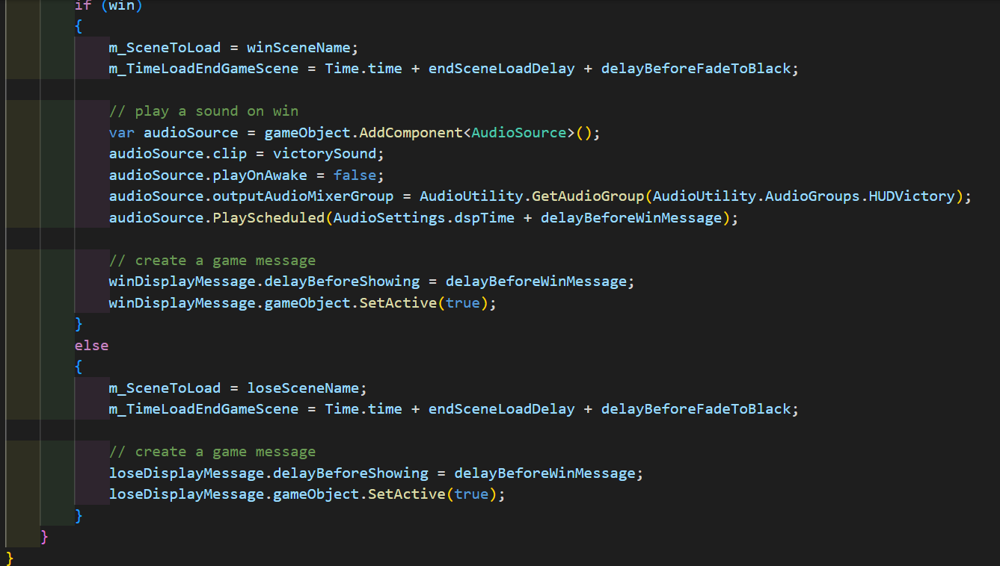 if (win)
{
m_SceneToLoad = winSceneName;
m_TimeLoadEndGameScene = Time.time + endSceneLoadDelay + delayBeforeFadeToBlack;
// play a sound on win
var audioSource = gameObject.AddComponent<AudioSource>();
audioSource.clip = victorySound;
audioSource.playOnAwake = false;
audioSource.outputAudioMixerGroup = AudioUtility.GetAudioGroup(AudioUtility.AudioGroups.HUDVictory);
audioSource.PlayScheduled(AudioSettings.dspTime + delayBeforeWinMessage);
// create a game message
winDisplayMessage.delayBeforeShowing = delayBeforeWinMessage;
winDisplayMessage.gameObject.SetActive(true);
}
else
{
m_SceneToLoad = loseSceneName;
m_TimeLoadEndGameScene = Time.time + endSceneLoadDelay + delayBeforeFadeToBlack;
// create a game message
loseDisplayMessage.delayBeforeShowing = delayBeforeWinMessage;
loseDisplayMessage.gameObject.SetActive(true);
}
}
}